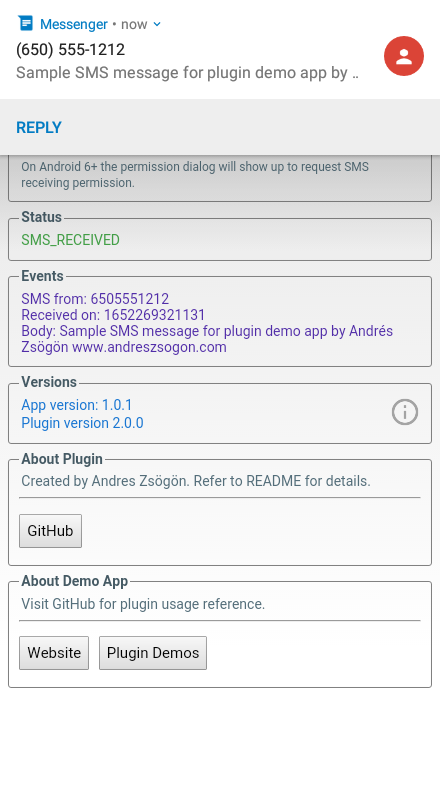 Messenger • now
(650) 555-1212
Sample SMS message for plugin demo app by ..
REPLY
On Android 6+ the permission dialog will show up to request SMS
receiving permission.
Status
SMS_RECEIVED
Events
SMS from: 6505551212
Received on: 1652269321131
Body: Sample SMS message for plugin demo app by Andrés
Zsögön www.andreszsogon.com
Versions
App version: 1.0.1
Plugin version 2.0.0
About Plugin
Created by Andres Zsögön. Refer to README for details.
GitHub
About Demo App
Visit GitHub for plugin usage reference.
Website Plugin Demos